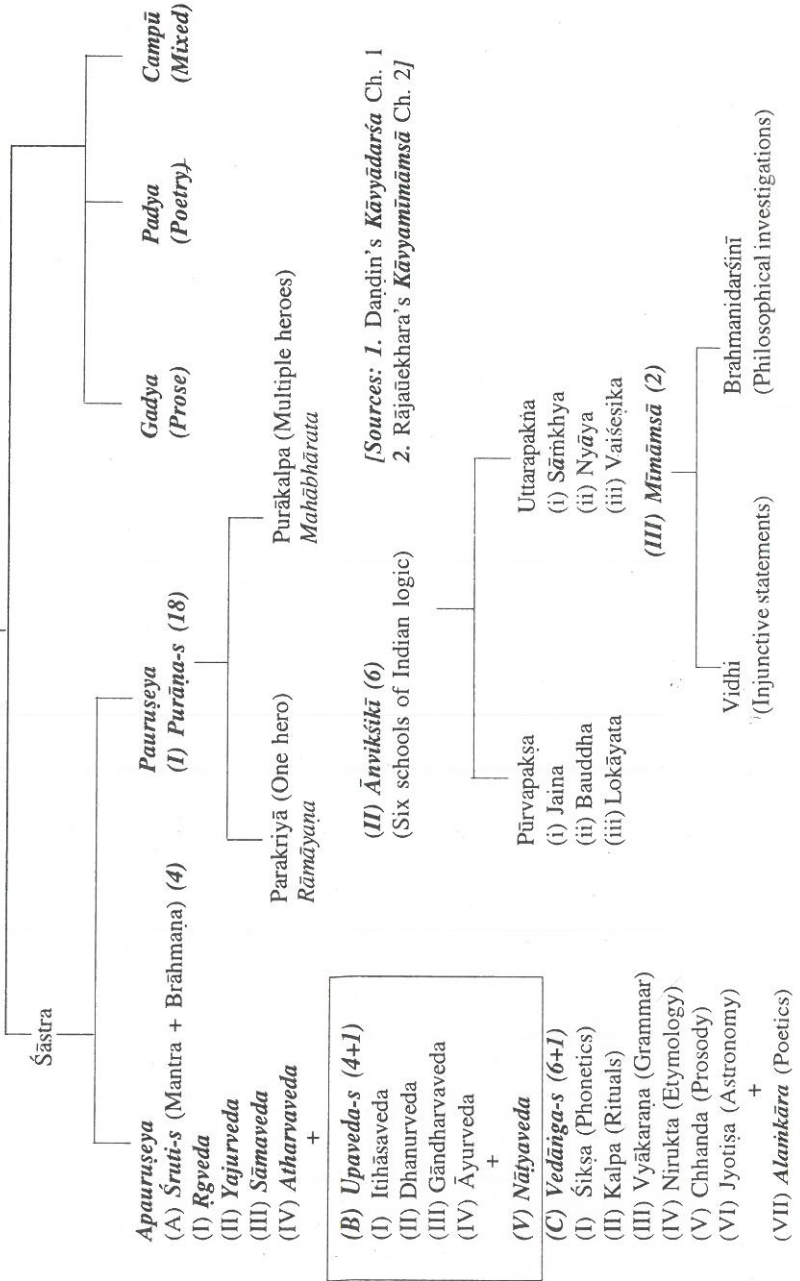 Śāstra
Gadya
(Prose)
Padya
(Poetry)
Campū
(Mixed)
Apauruṣeya
(A) Śruti-s (Mantra + Brāhmaṇa) (4)
(I) Ṛgveda
(II) Yajurveda
(III) Sāmaveda
(IV) Atharvaveda
+
(B) Upaveda-s (4+1)
(I) Itihāsaveda
(II) Dhanurveda
(III) Gāndharvaveda
(IV) Āyurveda
+
(V) Nāṭyaveda
(C) Vedāṅga-s (6+1)
(I) Śikṣa (Phonetics)
(II) Kalpa (Rituals)
(III) Vyākaraṇa (Grammar)
(IV) Nirukta (Etymology)
(V) Chhanda (Prosody)
(VI) Jyotiṣa (Astronomy)
+
(VII) Alaṁkāra (Poetics)
Pauruṣeya
(I) Purāṇa-s (18)
Parakriyā (One hero)
Rāmāyaṇa
Purākalpa (Multiple heroes)
Mahābhārata
[Sources: 1. Daṇḍin's Kāvyādarśa Ch. 1
2. Rājaūekhara's Kāvyamīmāmsā Ch. 2]
(II) Ānvikśikī (6)
(Six schools of Indian logic)
Pūrvapakṣa
(i) Jaina
(ii) Bauddha
(iii) Lokāyata
Uttarapakṅa
(i) Sāṁkhya
(ii) Nyāya
(iii) Vaiśeṣika
(III) Mīmāmsā (2)
Vidhi
(Injunctive statements)
Brahmanidarśinī
(Philosophical investigations)